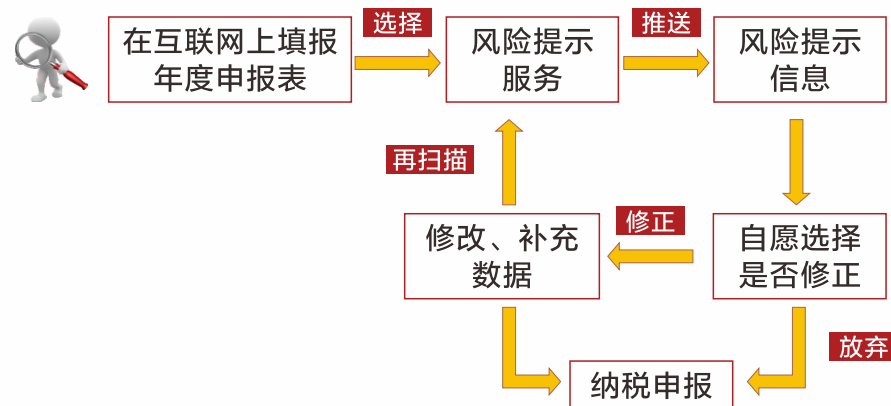 在互联网上填报
年度申报表
选择
风险提示
服务
推送
风险提示
信息
再扫描
修改、补充
数据
修正
自愿选择
是否修正
放弃
纳税申报